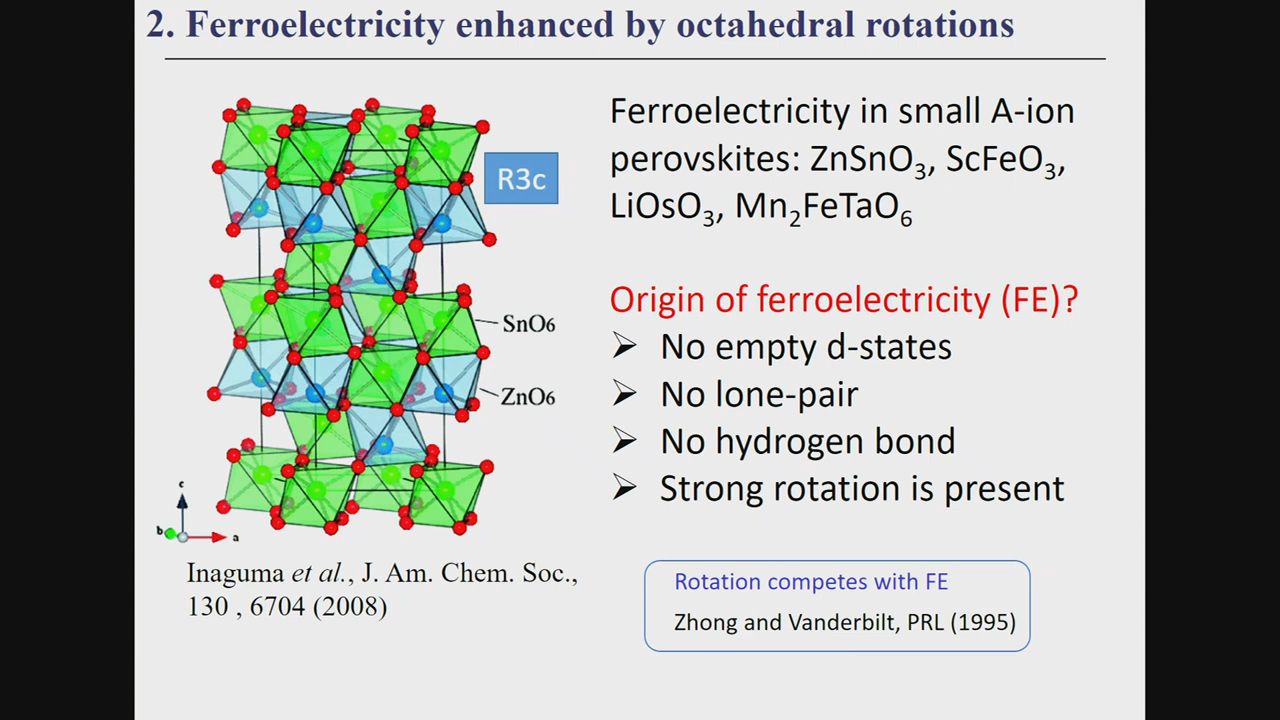 2. Ferroelectricity enhanced by octahedral rotations
R3c
SnO6
ZnO6
c
b
a
Inaguma et al., J. Am. Chem. Soc.,
130 , 6704 (2008)
Ferroelectricity in small A-ion
perovskites: ZnSnO₃, ScFeO₃,
LiOsO₃, Mn₂FeTaO₆
Origin of ferroelectricity (FE)?
➢ No empty d-states
➢ No lone-pair
➢ No hydrogen bond
➢ Strong rotation is present
Rotation competes with FE
Zhong and Vanderbilt, PRL (1995)